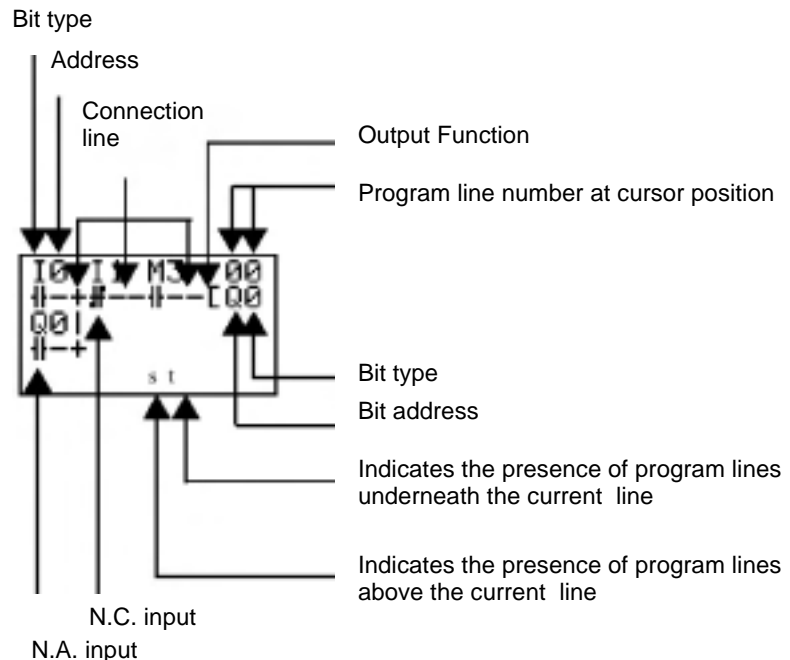 Bit type
Address
Connection
line
Output Function
Program line number at cursor position
I0 I1 M3 00
[Q0
Q0
s t
Bit type
Bit address
Indicates the presence of program lines
underneath the current line
Indicates the presence of program lines
above the current line
N.C. input
N.A. input